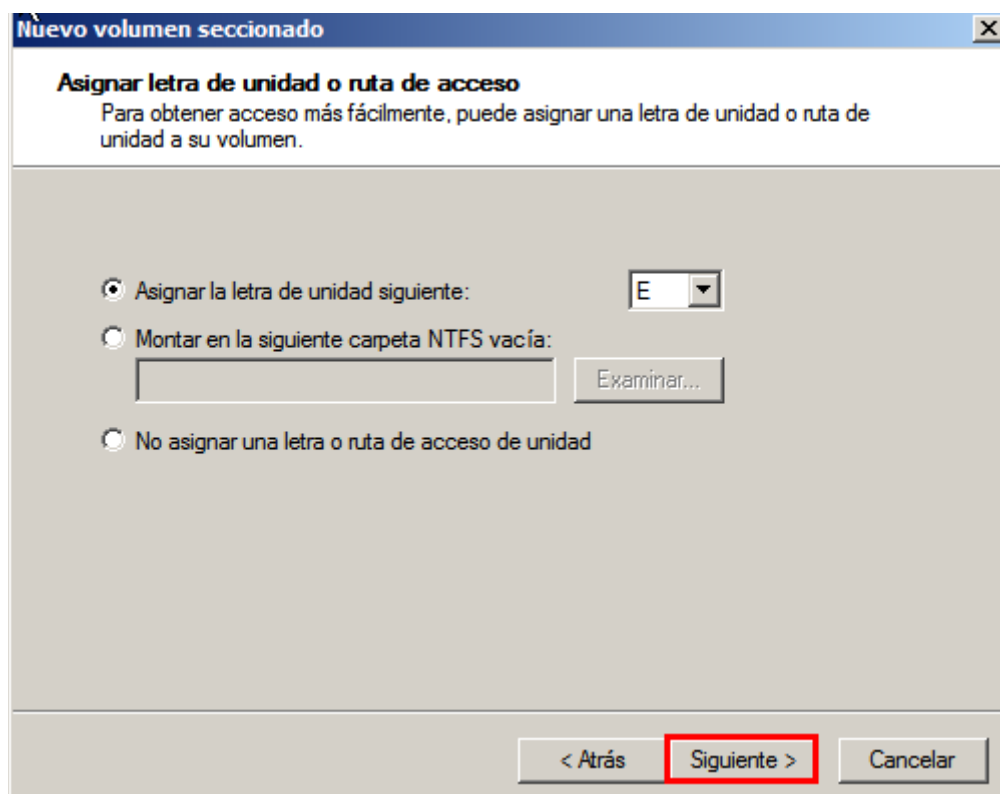 Nuevo volumen seccionado
Asignar letra de unidad o ruta de acceso
Para obtener acceso más fácilmente, puede asignar una letra de unidad o ruta de
unidad a su volumen.
Asignar la letra de unidad siguiente: E
Montar en la siguiente carpeta NTFS vacía:
Examinar...
No asignar una letra o ruta de acceso de unidad
< Atrás Siguiente > Cancelar